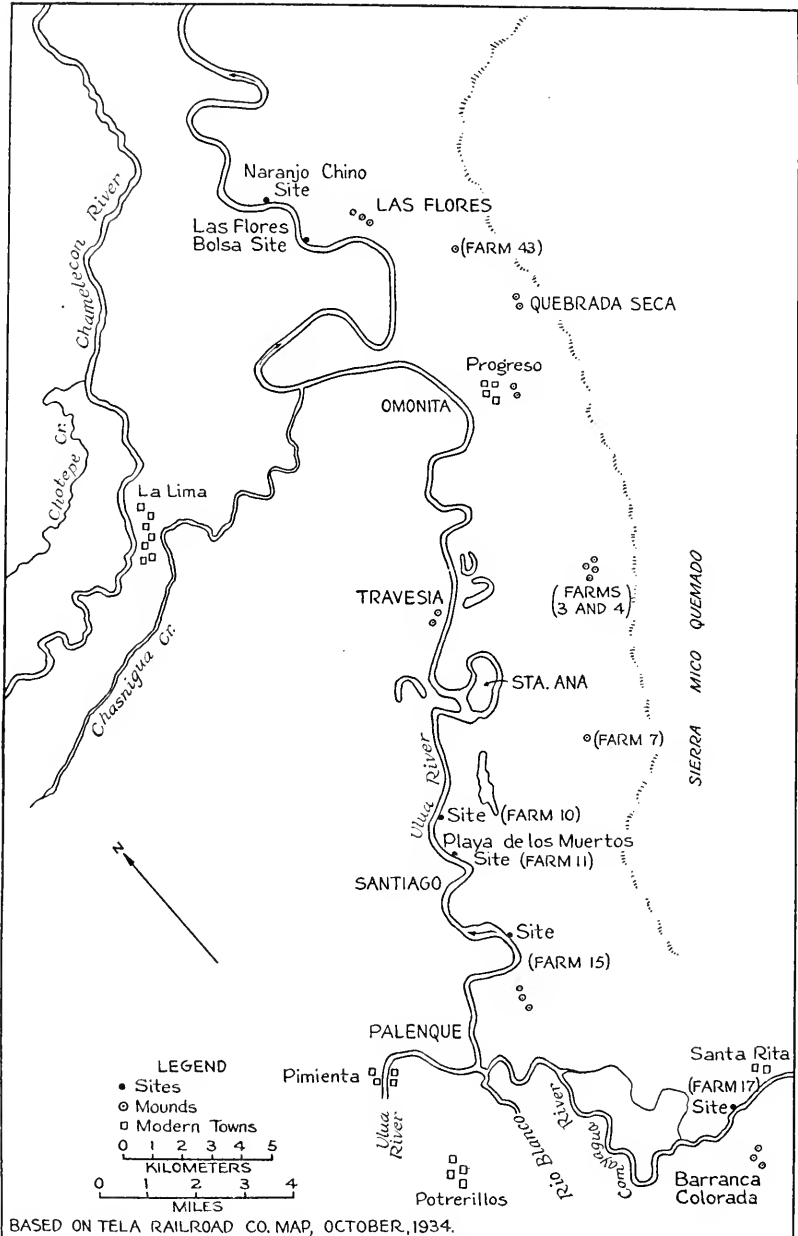 Naranjo Chino
Site
LAS FLORES
Las Flores
Bolsa Site
(FARM 43)
QUEBRADA SECA
Chamelecon River
Progreso
OMONITA
Chotepe Cr.
La Lima
Chasnigua Cr.
TRAVESIA
(FARMS
3 AND 4)
SIERRA MICO QUEMADO
STA. ANA
(FARM 7)
Ulua River
Site (FARM 10)
Playa de los Muertos
Site (FARM 11)
SANTIAGO
N
Site
(FARM 15)
PALENQUE
Pimienta
Ulua
River
Rio Blanco
Comayagua River
Santa Rita
(FARM 17)
Site
Potrerillos
Barranca
Colorada
LEGEND
Sites
Mounds
Modern Towns
0 1 2 3 4 5
KILOMETERS
0 1 2 3 4
MILES
BASED ON TELA RAILROAD CO. MAP, OCTOBER, 1934.